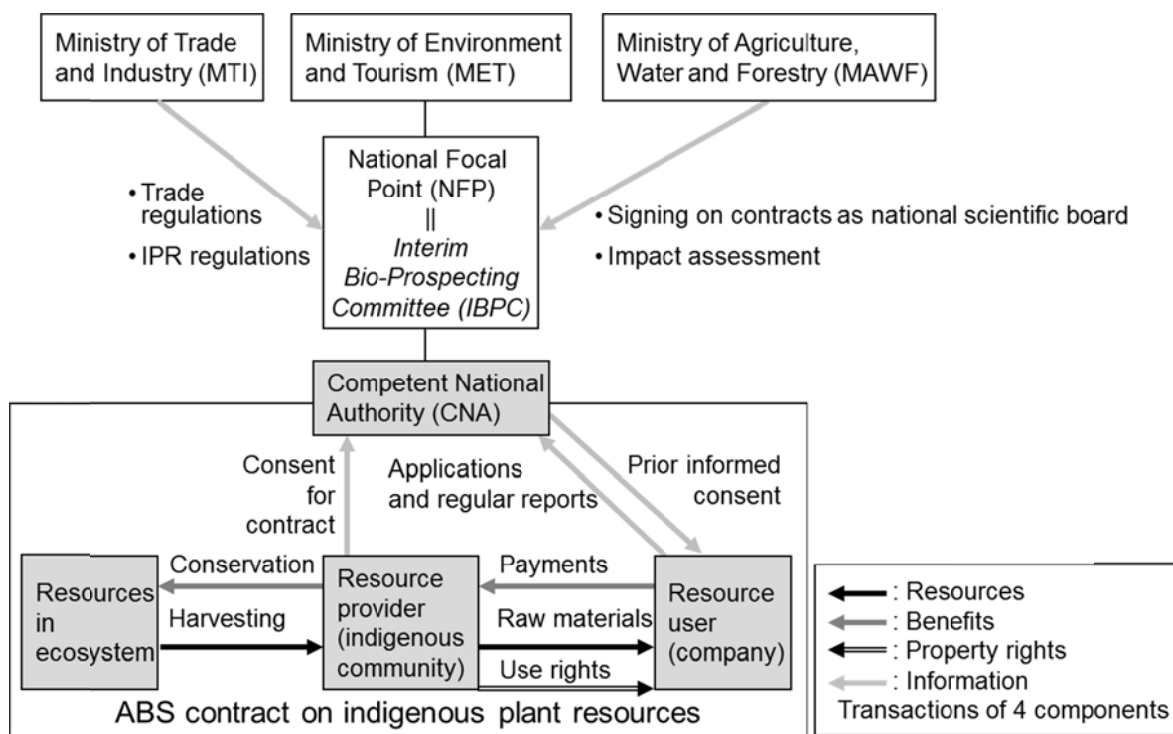 Ministry of Trade
and Industry (MTI)
Ministry of Environment
and Tourism (MET)
Ministry of Agriculture,
Water and Forestry (MAWF)
National Focal
Point (NFP)
||
Interim
Bio-Prospecting
Committee (IBPC)
• Trade
regulations
• IPR regulations
• Signing on contracts as national scientific board
• Impact assessment
Competent National
Authority (CNA)
Consent
for
contract
Applications
and regular reports
Prior informed
consent
Resources
in
ecosystem
Conservation
Harvesting
Resource
provider
(indigenous
community)
Payments
Raw materials
Use rights
Resource
user
(company)
ABS contract on indigenous plant resources
: Resources
: Benefits
: Property rights
: Information
Transactions of 4 components